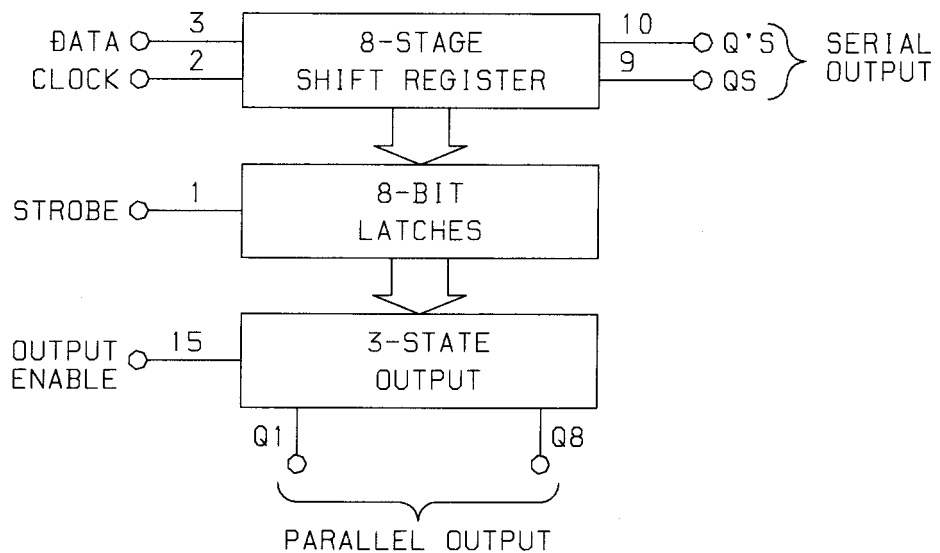 DATA 3 8-STAGE 10 Q'S SERIAL
CLOCK 2 SHIFT REGISTER 9 QS OUTPUT
STROBE 1 8-BIT
LATCHES
OUTPUT 15 3-STATE
ENABLE OUTPUT
Q1 Q8
PARALLEL OUTPUT